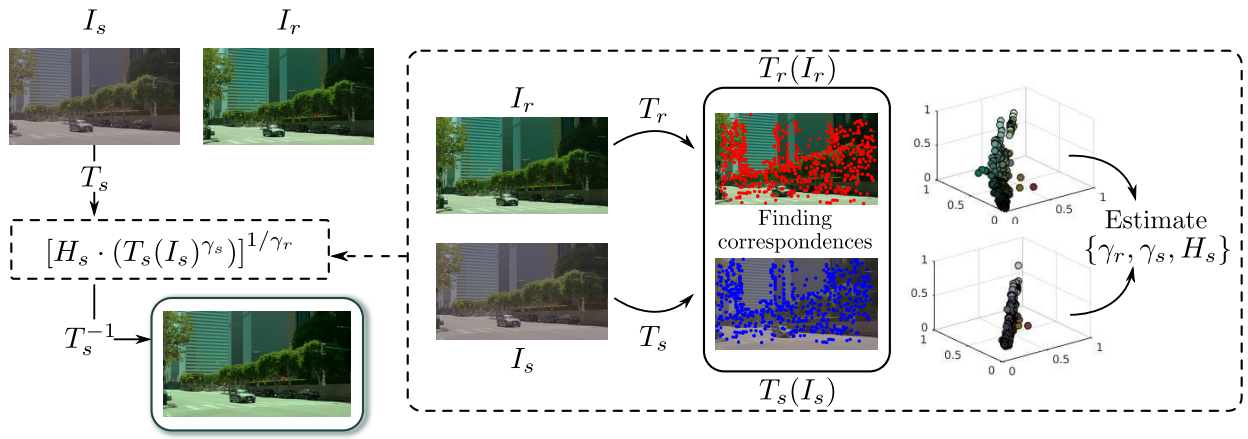 I_s
I_r
T_s
[H_s · (T_s(I_s)^{γ_s})]^{1/γ_r}
T_s^{-1}
I_r
T_r
I_s
T_s
T_r(I_r)
Finding
correspondences
T_s(I_s)
1
0.5
0
1
0.5
0
0
0.5
1
1
0.5
0
1
0.5
0
0.5
1
Estimate
{γ_r, γ_s, H_s}